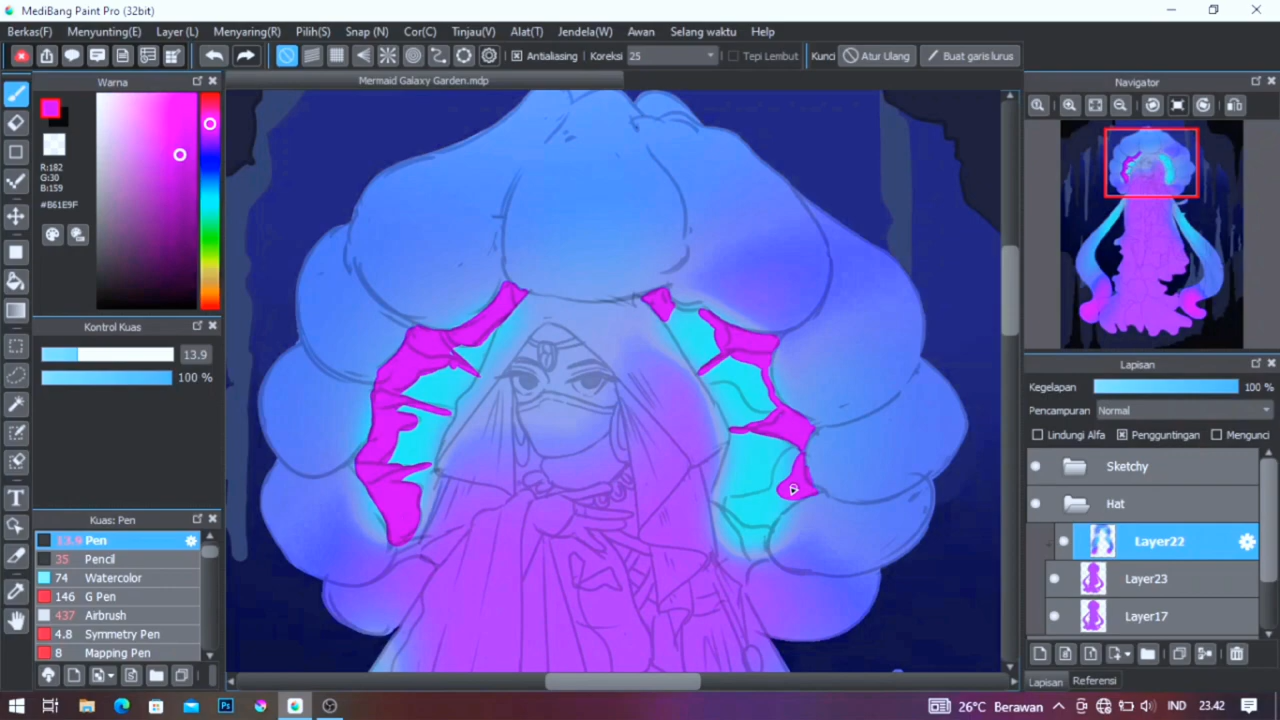 MediBang Paint Pro (32bit)
Berkas(F) Menyunting(E) Layer (L) Menyaring(R) Pilih(S) Snap (N) Cor(C) Tinjau(V) Alat(T) Jendela(W) Awan Selang waktu Help
Antialiasing Koreksi 25 Tepi Lembut Kunci Atur Ulang Buat garis lurus
Warna
R:182
G:30
B:159
#B61E9F
Kontrol Kuas
13.9
100 %
Kuas: Pen
13.9 Pen
35 Pencil
74 Watercolor
146 G Pen
437 Airbrush
4.8 Symmetry Pen
8 Mapping Pen
Mermaid Galaxy Garden.mdp
Navigator
Lapisan
Kegelapan 100 %
Pencampuran Normal
Lindungi Alfa Pengguntingan Mengunci
Sketchy
Hat
Layer22
Layer23
Layer17
Lapisan Referensi
Ps 26°C Berawan IND 23.42